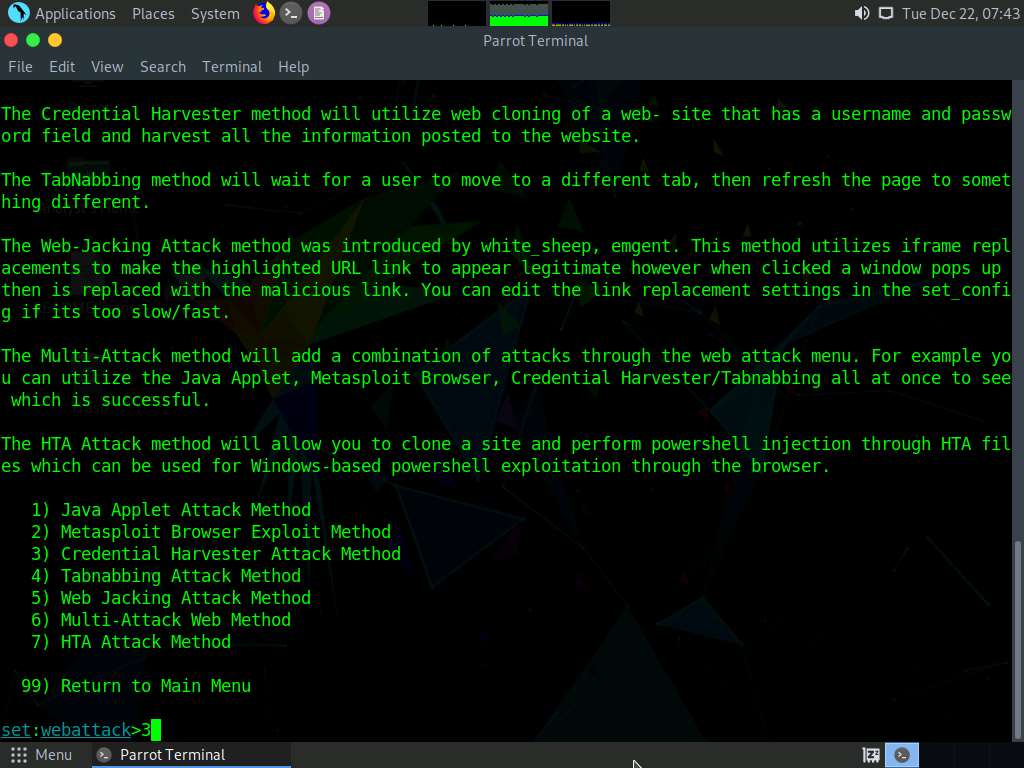 Applications Places System Tue Dec 22, 07:43
Parrot Terminal
File Edit View Search Terminal Help
The Credential Harvester method will utilize web cloning of a web- site that has a username and passw
ord field and harvest all the information posted to the website.
The TabNabbing method will wait for a user to move to a different tab, then refresh the page to somet
hing different.
The Web-Jacking Attack method was introduced by white_sheep, emgent. This method utilizes iframe repl
acements to make the highlighted URL link to appear legitimate however when clicked a window pops up
then is replaced with the malicious link. You can edit the link replacement settings in the set_confi
g if its too slow/fast.
The Multi-Attack method will add a combination of attacks through the web attack menu. For example yo
u can utilize the Java Applet, Metasploit Browser, Credential Harvester/Tabnabbing all at once to see
which is successful.
The HTA Attack method will allow you to clone a site and perform powershell injection through HTA fil
es which can be used for Windows-based powershell exploitation through the browser.
1) Java Applet Attack Method
2) Metasploit Browser Exploit Method
3) Credential Harvester Attack Method
4) Tabnabbing Attack Method
5) Web Jacking Attack Method
6) Multi-Attack Web Method
7) HTA Attack Method
99) Return to Main Menu
set:webattack>3
Menu Parrot Terminal